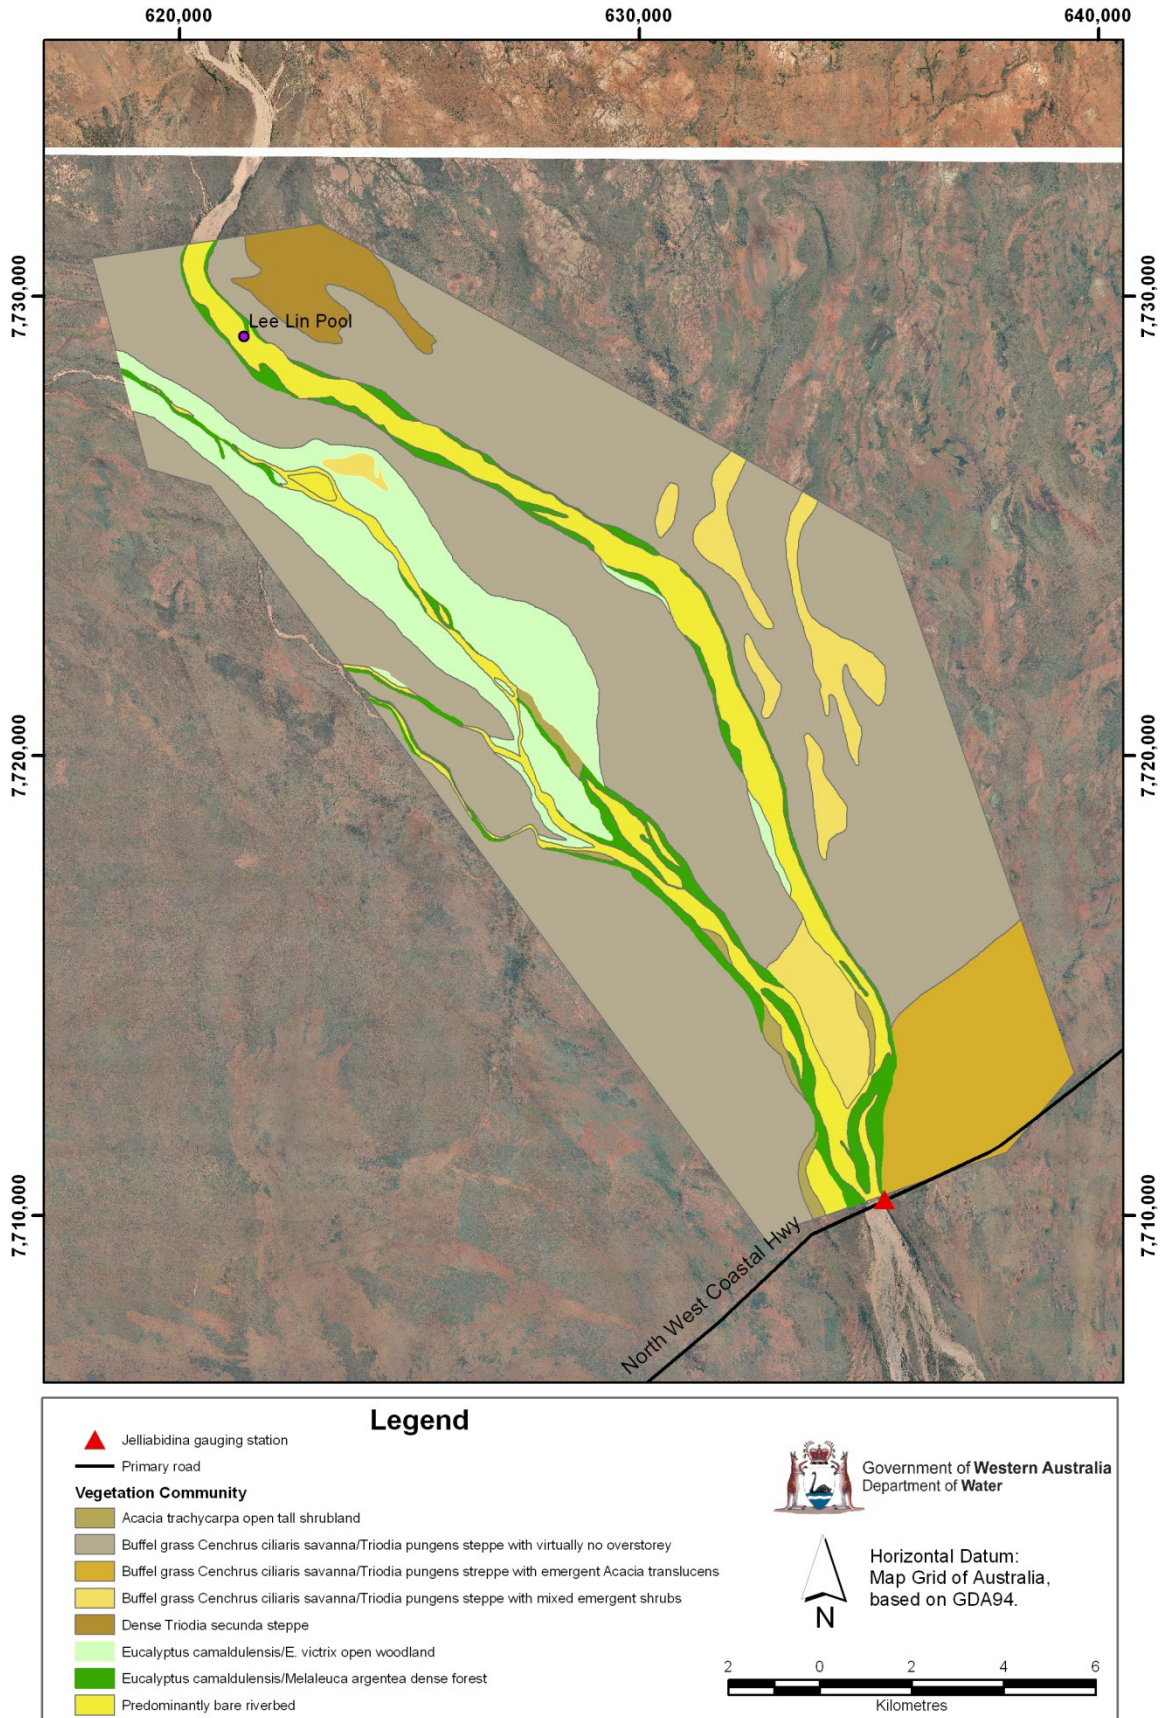 620,000
630,000
640,000
7,730,000
7,730,000
Lee Lin Pool
7,720,000
7,720,000
7,710,000
7,710,000
North West Coastal Hwy
Legend
Jelliabidina gauging station
Primary road
Vegetation Community
Acacia trachycarpa open tall shrubland
Buffel grass Cenchrus ciliaris savanna/Triodia pungens steppe with virtually no overstorey
Buffel grass Cenchrus ciliaris savanna/Triodia pungens streppe with emergent Acacia translucens
Buffel grass Cenchrus ciliaris savanna/Triodia pungens steppe with mixed emergent shrubs
Dense Triodia secunda steppe
Eucalyptus camaldulensis/E. victrix open woodland
Eucalyptus camaldulensis/Melaleuca argentea dense forest
Predominantly bare riverbed
Government of Western Australia
Department of Water
N
Horizontal Datum:
Map Grid of Australia,
based on GDA94.
2 0 2 4 6
Kilometres